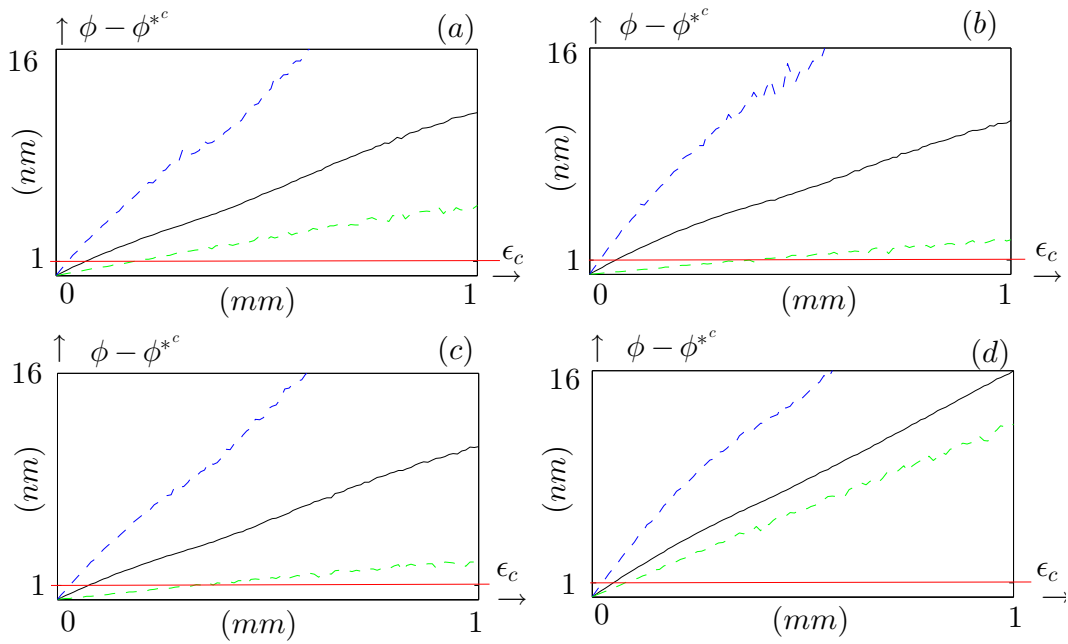 ↑ ϕ − ϕ*ᶜ (a)
16
(nm)
1
ϵ_c →
0 (mm) 1
↑ ϕ − ϕ*ᶜ (b)
16
(nm)
1
ϵ_c →
0 (mm) 1
↑ ϕ − ϕ*ᶜ (c)
16
(nm)
1
ϵ_c →
0 (mm) 1
↑ ϕ − ϕ*ᶜ (d)
16
(nm)
1
ϵ_c →
0 (mm) 1